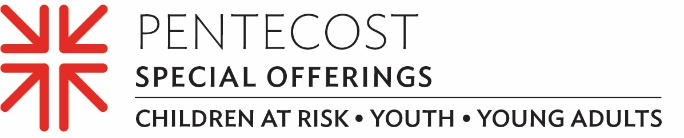 PENTECOST
SPECIAL OFFERINGS
CHILDREN AT RISK • YOUTH • YOUNG ADULTS